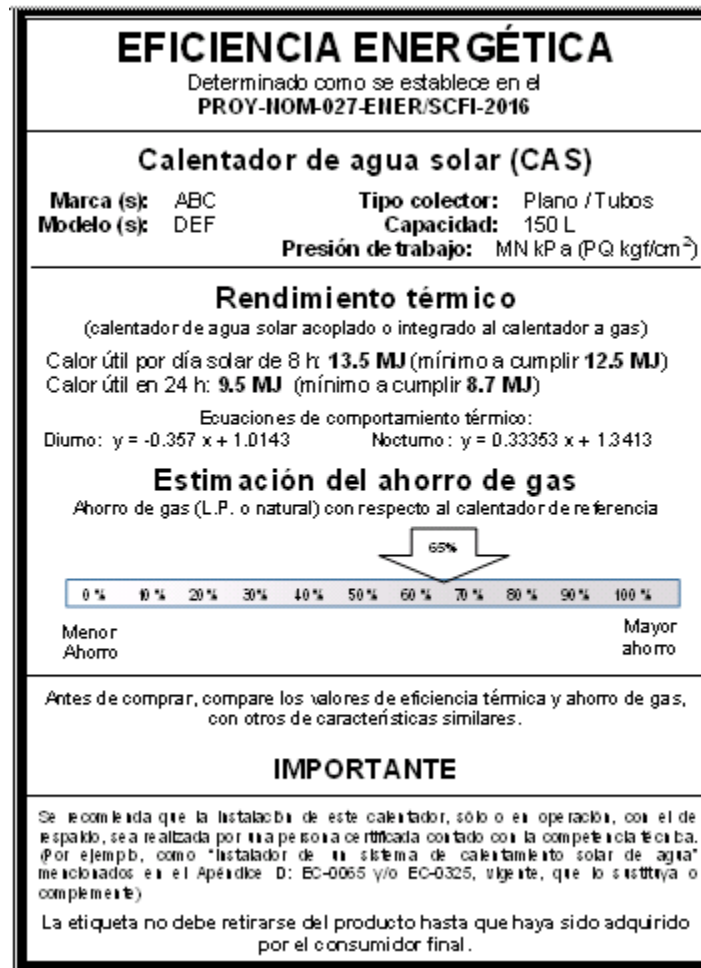 EFICIENCIA ENERGÉTICA
Determinado como se establece en el
PROY-NOM-027-ENER/SCFI-2016
Calentador de agua solar (CAS)
Marca (s): ABC Tipo colector: Plano / Tubos
Modelo (s): DEF Capacidad: 150 L
Presión de trabajo: MN kPa (PQ kgf/cm²)
Rendimiento térmico
(calentador de agua solar acoplado o integrado al calentador a gas)
Calor útil por día solar de 8 h: 13.5 MJ (mínimo a cumplir 12.5 MJ)
Calor útil en 24 h: 9.5 MJ (mínimo a cumplir 8.7 MJ)
Ecuaciones de comportamiento térmico:
Diurno: y = -0.357 x + 1.0143 Nocturno: y = 0.33353 x + 1.3413
Estimación del ahorro de gas
Ahorro de gas (L.P. o natural) con respecto al calentador de referencia
65%
0 % 10 % 20 % 30 % 40 % 50 % 60 % 70 % 80 % 90 % 100 %
Menor Mayor
Ahorro ahorro
Antes de comprar, compare los valores de eficiencia térmica y ahorro de gas,
con otros de características similares.
IMPORTANTE
Se recomienda que la instalación de este calentador, sólo o en operación, con el de
respaldo, sea realizada por una persona certificada contado con la competencia técnica.
(Por ejemplo, como "Instalador de un sistema de calentamiento solar de agua"
mencionados en el Apéndice D: EC-0065 y/o EC-0325, vigente, que lo sustituya o
complemente)
La etiqueta no debe retirarse del producto hasta que haya sido adquirido
por el consumidor final.